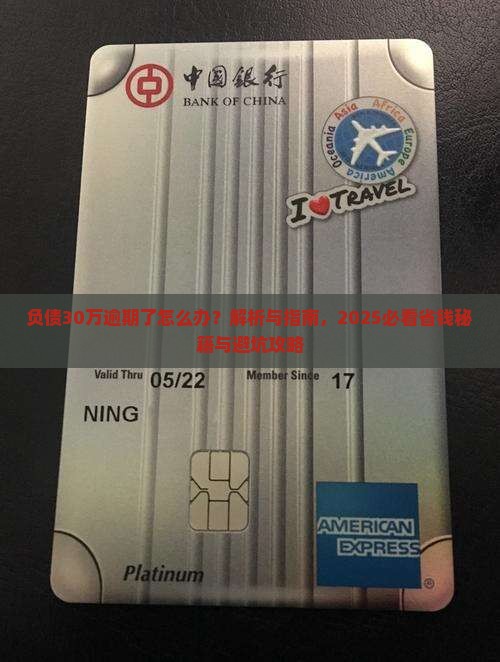 中国银行
BANK OF CHINA
Asia Africa Europe America Oceania
I TRAVEL
负债30万逾期了怎么办？解析与指南，2025必看省钱秘
籍与避坑攻略
Valid Thru 05/22 Member Since 17
NING
AMERICAN
EXPRESS
®
Platinum